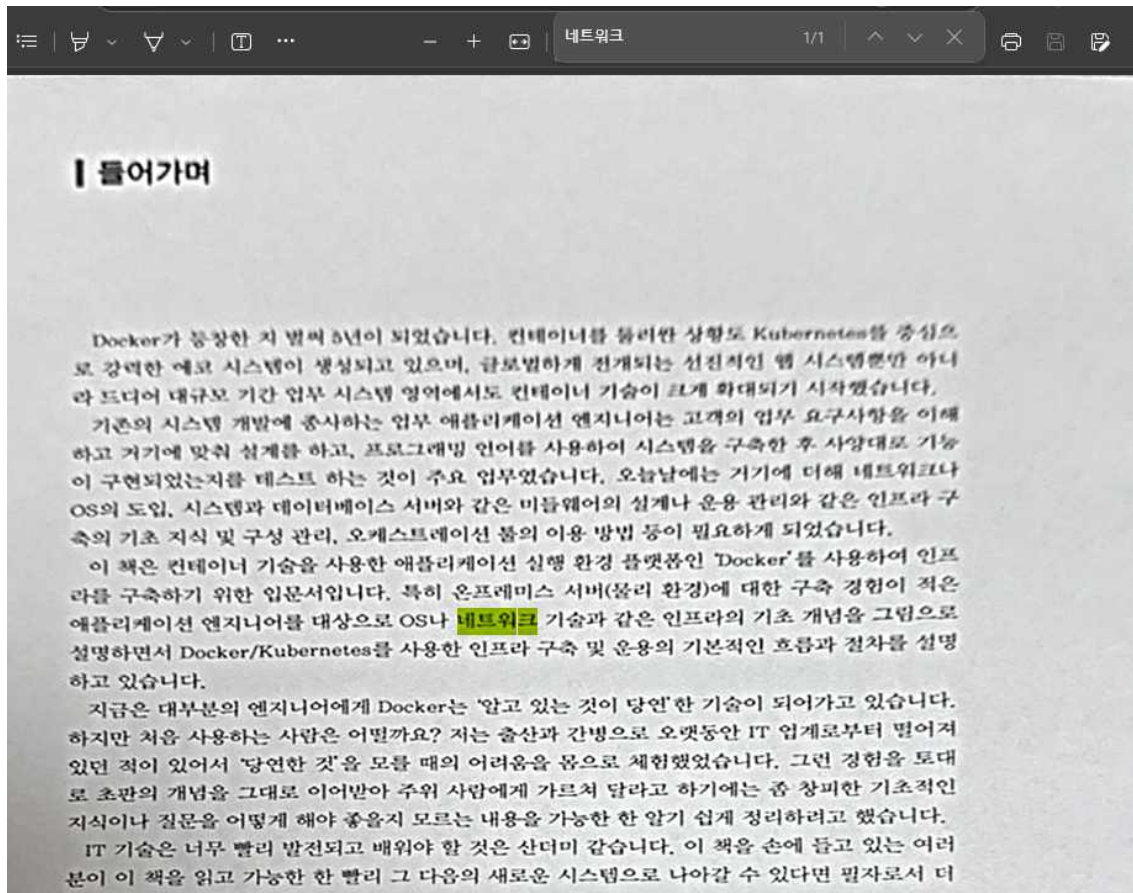 네트워크
1/1
들어가며
Docker가 등장한 지 벌써 5년이 되었습니다. 컨테이너를 둘러싼 상황도 Kubernetes를 중심으
로 강력한 에코 시스템이 생성되고 있으며, 글로벌하게 전개되는 선진적인 웹 시스템뿐만 아니
라 드디어 대규모 기간 업무 시스템 영역에서도 컨테이너 기술이 크게 확대되기 시작했습니다.
기존의 시스템 개발에 종사하는 업무 애플리케이션 엔지니어는 고객의 업무 요구사항을 이해
하고 거기에 맞춰 설계를 하고, 프로그래밍 언어를 사용하여 시스템을 구축한 후 사양대로 기능
이 구현되었는지를 테스트 하는 것이 주요 업무였습니다. 오늘날에는 거기에 더해 네트워크나
OS의 도입, 시스템과 데이터베이스 서버와 같은 미들웨어의 설계나 운용 관리와 같은 인프라 구
축의 기초 지식 및 구성 관리, 오케스트레이션 툴의 이용 방법 등이 필요하게 되었습니다.
이 책은 컨테이너 기술을 사용한 애플리케이션 실행 환경 플랫폼인 'Docker'를 사용하여 인프
라를 구축하기 위한 입문서입니다. 특히 온프레미스 서버(물리 환경)에 대한 구축 경험이 적은
애플리케이션 엔지니어를 대상으로 OS나 네트워크 기술과 같은 인프라의 기초 개념을 그림으로
설명하면서 Docker/Kubernetes를 사용한 인프라 구축 및 운용의 기본적인 흐름과 절차를 설명
하고 있습니다.
지금은 대부분의 엔지니어에게 Docker는 '알고 있는 것이 당연'한 기술이 되어가고 있습니다.
하지만 처음 사용하는 사람은 어떨까요? 저는 출산과 간병으로 오랫동안 IT 업계로부터 떨어져
있던 적이 있어서 '당연한 것'을 모를 때의 어려움을 몸으로 체험했었습니다. 그런 경험을 토대
로 초판의 개념을 그대로 이어받아 주위 사람에게 가르쳐 달라고 하기에는 좀 창피한 기초적인
지식이나 질문을 어떻게 해야 좋을지 모르는 내용을 가능한 한 알기 쉽게 정리하려고 했습니다.
IT 기술은 너무 빨리 발전되고 배워야 할 것은 산더미 같습니다. 이 책을 손에 들고 있는 여러
분이 이 책을 읽고 가능한 한 빨리 그 다음의 새로운 시스템으로 나아갈 수 있다면 필자로서 더